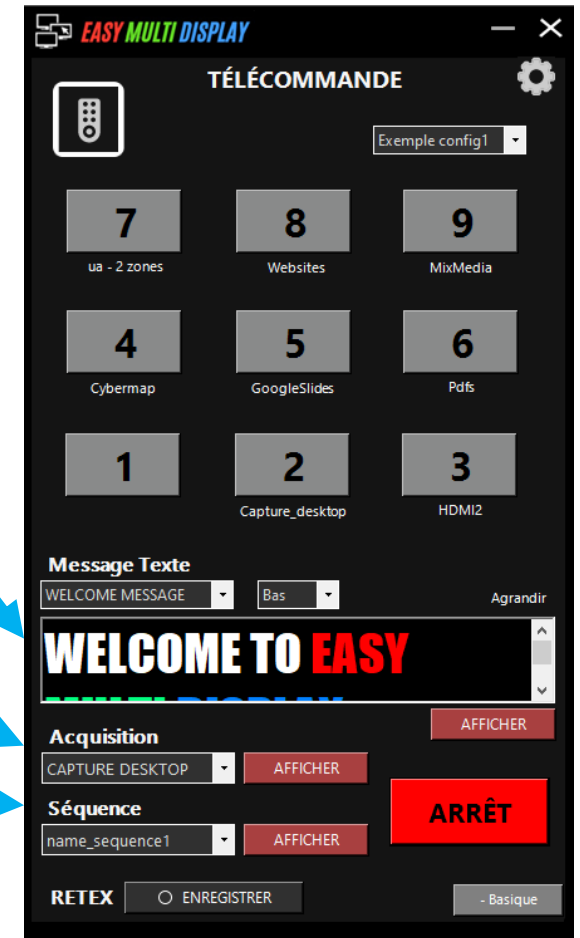 EASY MULTI DISPLAY
TÉLÉCOMMANDE
Exemple config1
7 8 9
ua - 2 zones Websites MixMedia
4 5 6
Cybermap GoogleSlides Pdfs
1 2 3
Capture_desktop HDMI2
Message Texte
WELCOME MESSAGE Bas Agrandir
WELCOME TO EASY
MULTI DISPLAY
AFFICHER
Acquisition
CAPTURE DESKTOP AFFICHER
ARRÊT
Séquence
name_sequence1 AFFICHER
RETEX ENREGISTRER - Basique